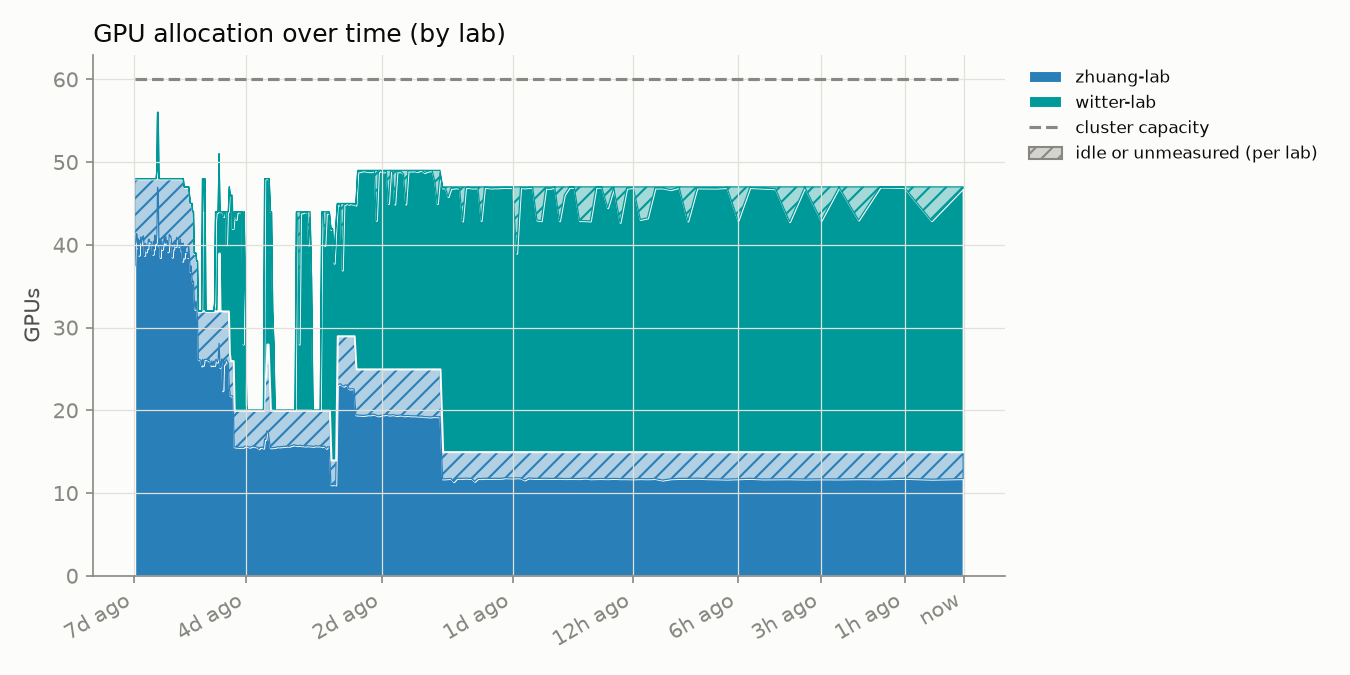 GPU allocation over time (by lab)
60
50
40
30
20
10
0
GPUs
7d ago
4d ago
2d ago
1d ago
12h ago
6h ago
3h ago
1h ago
now
zhuang-lab
witter-lab
cluster capacity
idle or unmeasured (per lab)